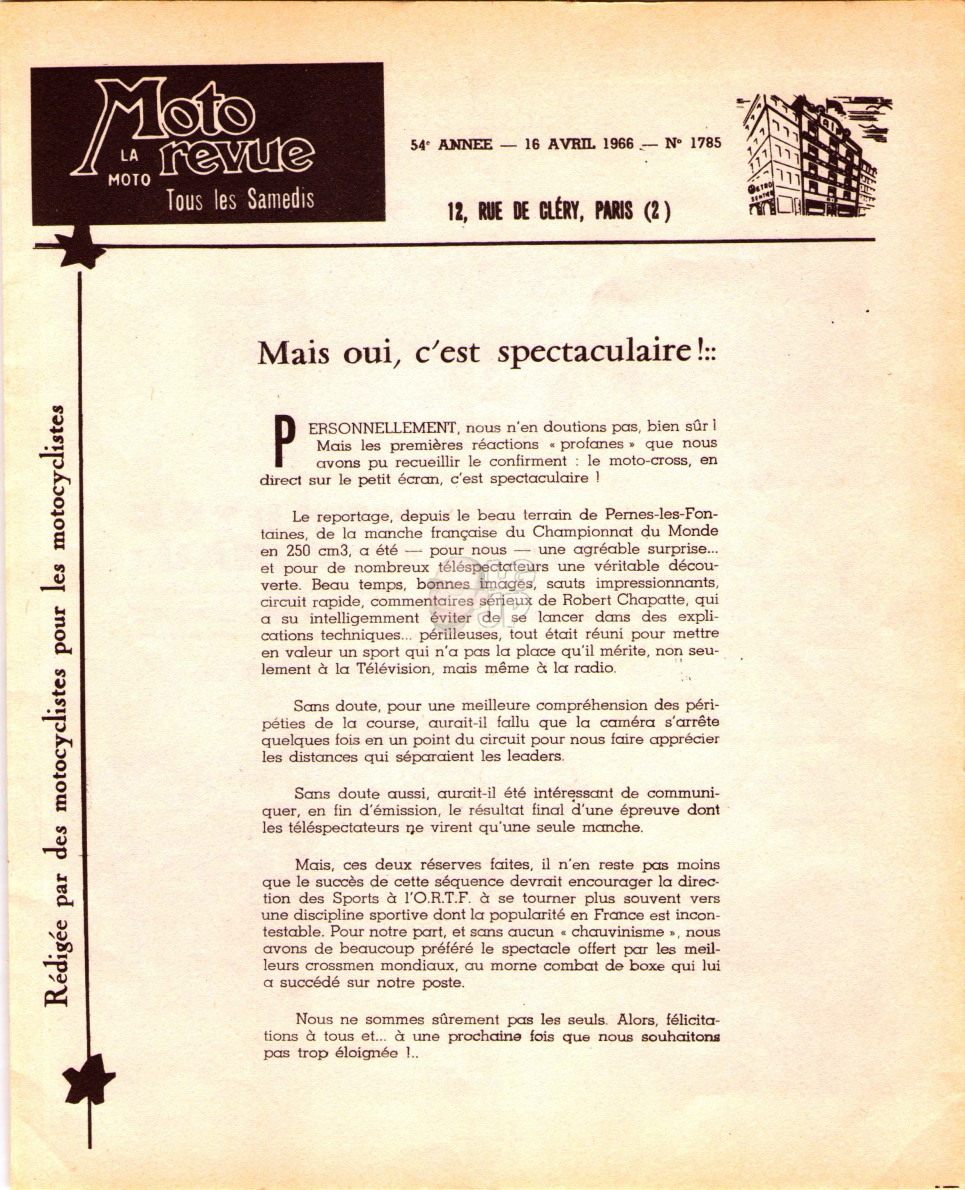 Moto
revue
LA
MOTO
Tous les Samedis
54e ANNEE — 16 AVRIL 1966 — No 1785
12, RUE DE CLÉRY, PARIS (2)
METRO
SENTIER
Rédigée par des motocyclistes pour les motocyclistes
Mais oui, c'est spectaculaire !::
PERSONNELLEMENT, nous n'en doutions pas, bien sûr !
Mais les premières réactions « profanes » que nous
avons pu recueillir le confirment : le moto-cross, en
direct sur le petit écran, c'est spectaculaire !
Le reportage, depuis le beau terrain de Pernes-les-Fon-
taines, de la manche française du Championnat du Monde
en 250 cm3, a été — pour nous — une agréable surprise...
et pour de nombreux téléspectateurs une véritable décou-
verte. Beau temps, bonnes images, sauts impressionnants,
circuit rapide, commentaires sérieux de Robert Chapatte, qui
a su intelligemment éviter de se lancer dans des expli-
cations techniques... périlleuses, tout était réuni pour mettre
en valeur un sport qui n'a pas la place qu'il mérite, non seu-
lement à la Télévision, mais même à la radio.
Sans doute, pour une meilleure compréhension des péri-
péties de la course, aurait-il fallu que la caméra s'arrête
quelques fois en un point du circuit pour nous faire apprécier
les distances qui séparaient les leaders.
Sans doute aussi, aurait-il été intéressant de communi-
quer, en fin d'émission, le résultat final d'une épreuve dont
les téléspectateurs ne virent qu'une seule manche.
Mais, ces deux réserves faites, il n'en reste pas moins
que le succès de cette séquence devrait encourager la direc-
tion des Sports à l'O.R.T.F. à se tourner plus souvent vers
une discipline sportive dont la popularité en France est incon-
testable. Pour notre part, et sans aucun « chauvinisme », nous
avons de beaucoup préféré le spectacle offert par les meil-
leurs crossmen mondiaux, au morne combat de boxe qui lui
a succédé sur notre poste.
Nous ne sommes sûrement pas les seuls. Alors, félicita-
tions à tous et... à une prochaine fois que nous souhaitons
pas trop éloignée !..